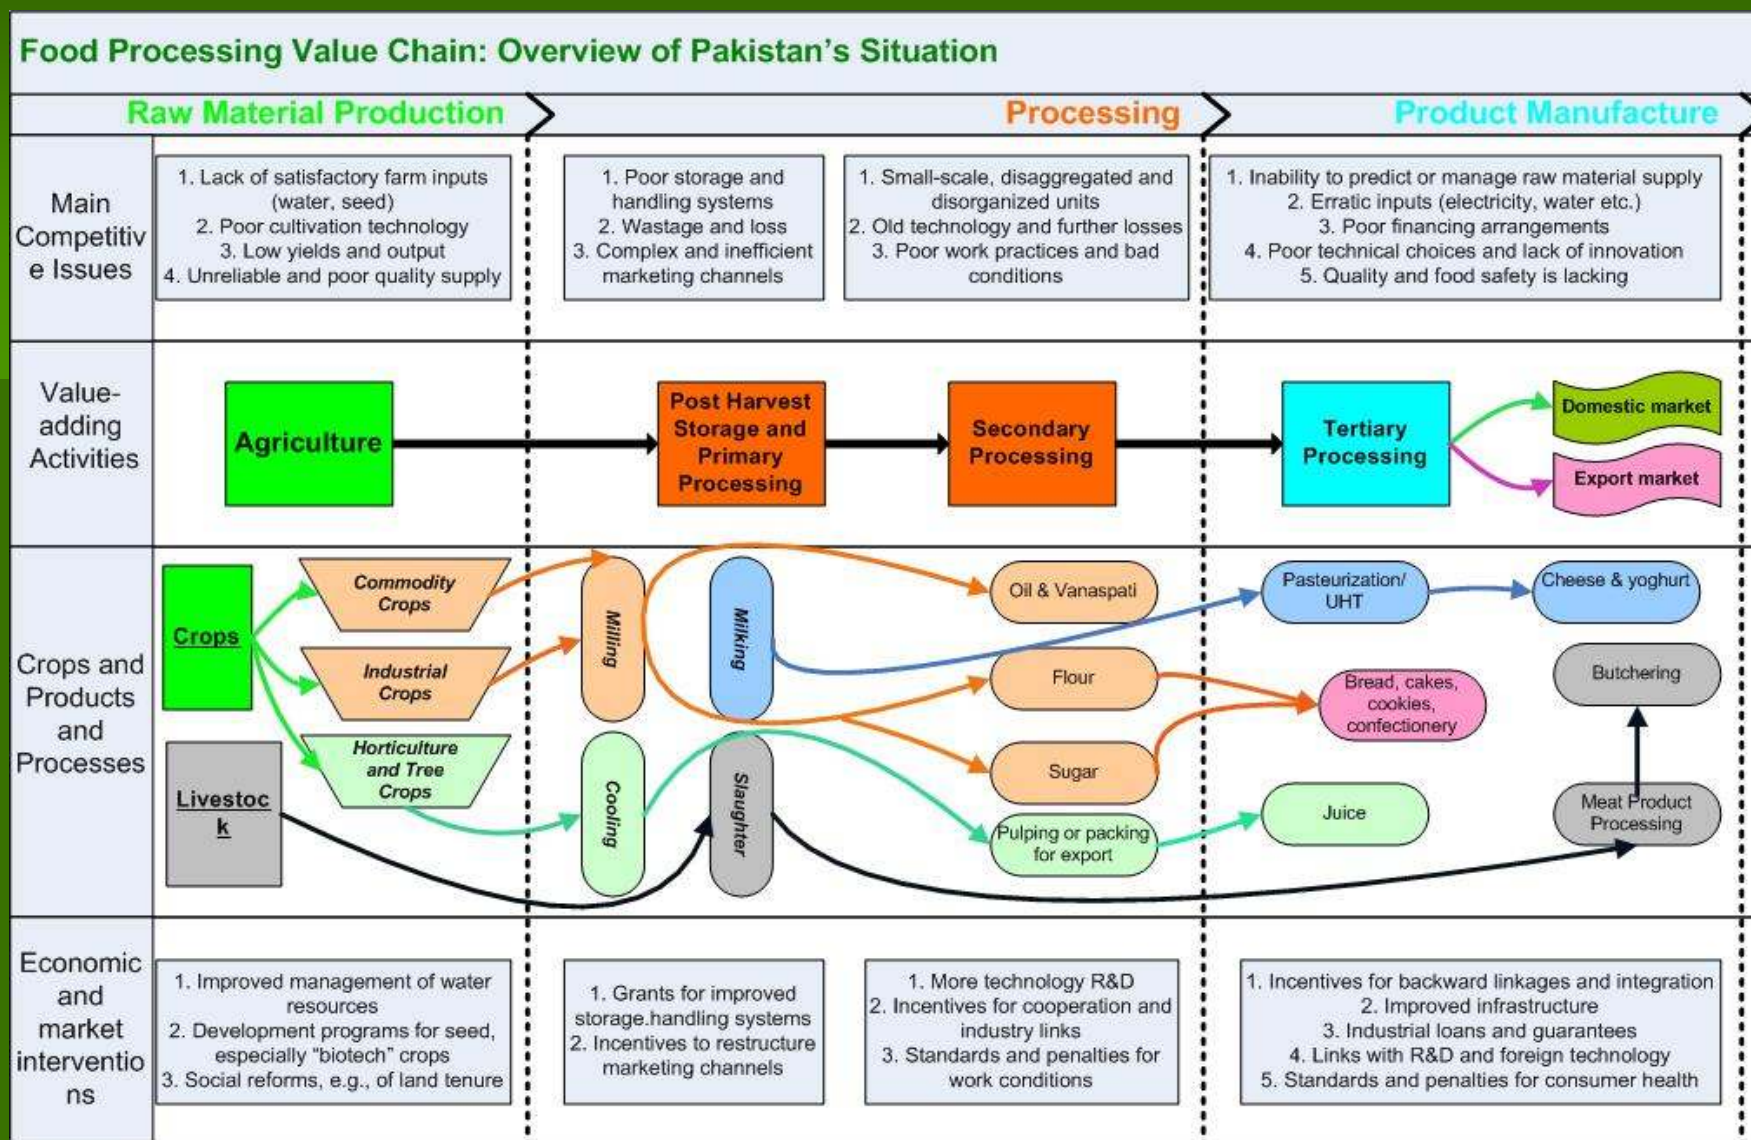 Food Processing Value Chain: Overview of Pakistan's Situation
Raw Material Production
Processing
Product Manufacture
Main
Competitiv
e Issues
1. Lack of satisfactory farm inputs
(water, seed)
2. Poor cultivation technology
3. Low yields and output
4. Unreliable and poor quality supply
1. Poor storage and
handling systems
2. Wastage and loss
3. Complex and inefficient
marketing channels
1. Small-scale, disaggregated and
disorganized units
2. Old technology and further losses
3. Poor work practices and bad
conditions
1. Inability to predict or manage raw material supply
2. Erratic inputs (electricity, water etc.)
3. Poor financing arrangements
4. Poor technical choices and lack of innovation
5. Quality and food safety is lacking
Value-
adding
Activities
Agriculture
Post Harvest
Storage and
Primary
Processing
Secondary
Processing
Tertiary
Processing
Domestic market
Export market
Crops and
Products
and
Processes
Crops
Livestoc
k
Commodity
Crops
Industrial
Crops
Horticulture
and Tree
Crops
Milling
Cooling
Milking
Slaughter
Oil & Vanaspati
Flour
Sugar
Pulping or packing
for export
Pasteurization/
UHT
Cheese & yoghurt
Bread, cakes,
cookies,
confectionery
Butchering
Juice
Meat Product
Processing
Economic
and
market
interventio
ns
1. Improved management of water
resources
2. Development programs for seed,
especially "biotech" crops
3. Social reforms, e.g., of land tenure
1. Grants for improved
storage.handling systems
2. Incentives to restructure
marketing channels
1. More technology R&D
2. Incentives for cooperation and
industry links
3. Standards and penalties for
work conditions
1. Incentives for backward linkages and integration
2. Improved infrastructure
3. Industrial loans and guarantees
4. Links with R&D and foreign technology
5. Standards and penalties for consumer health